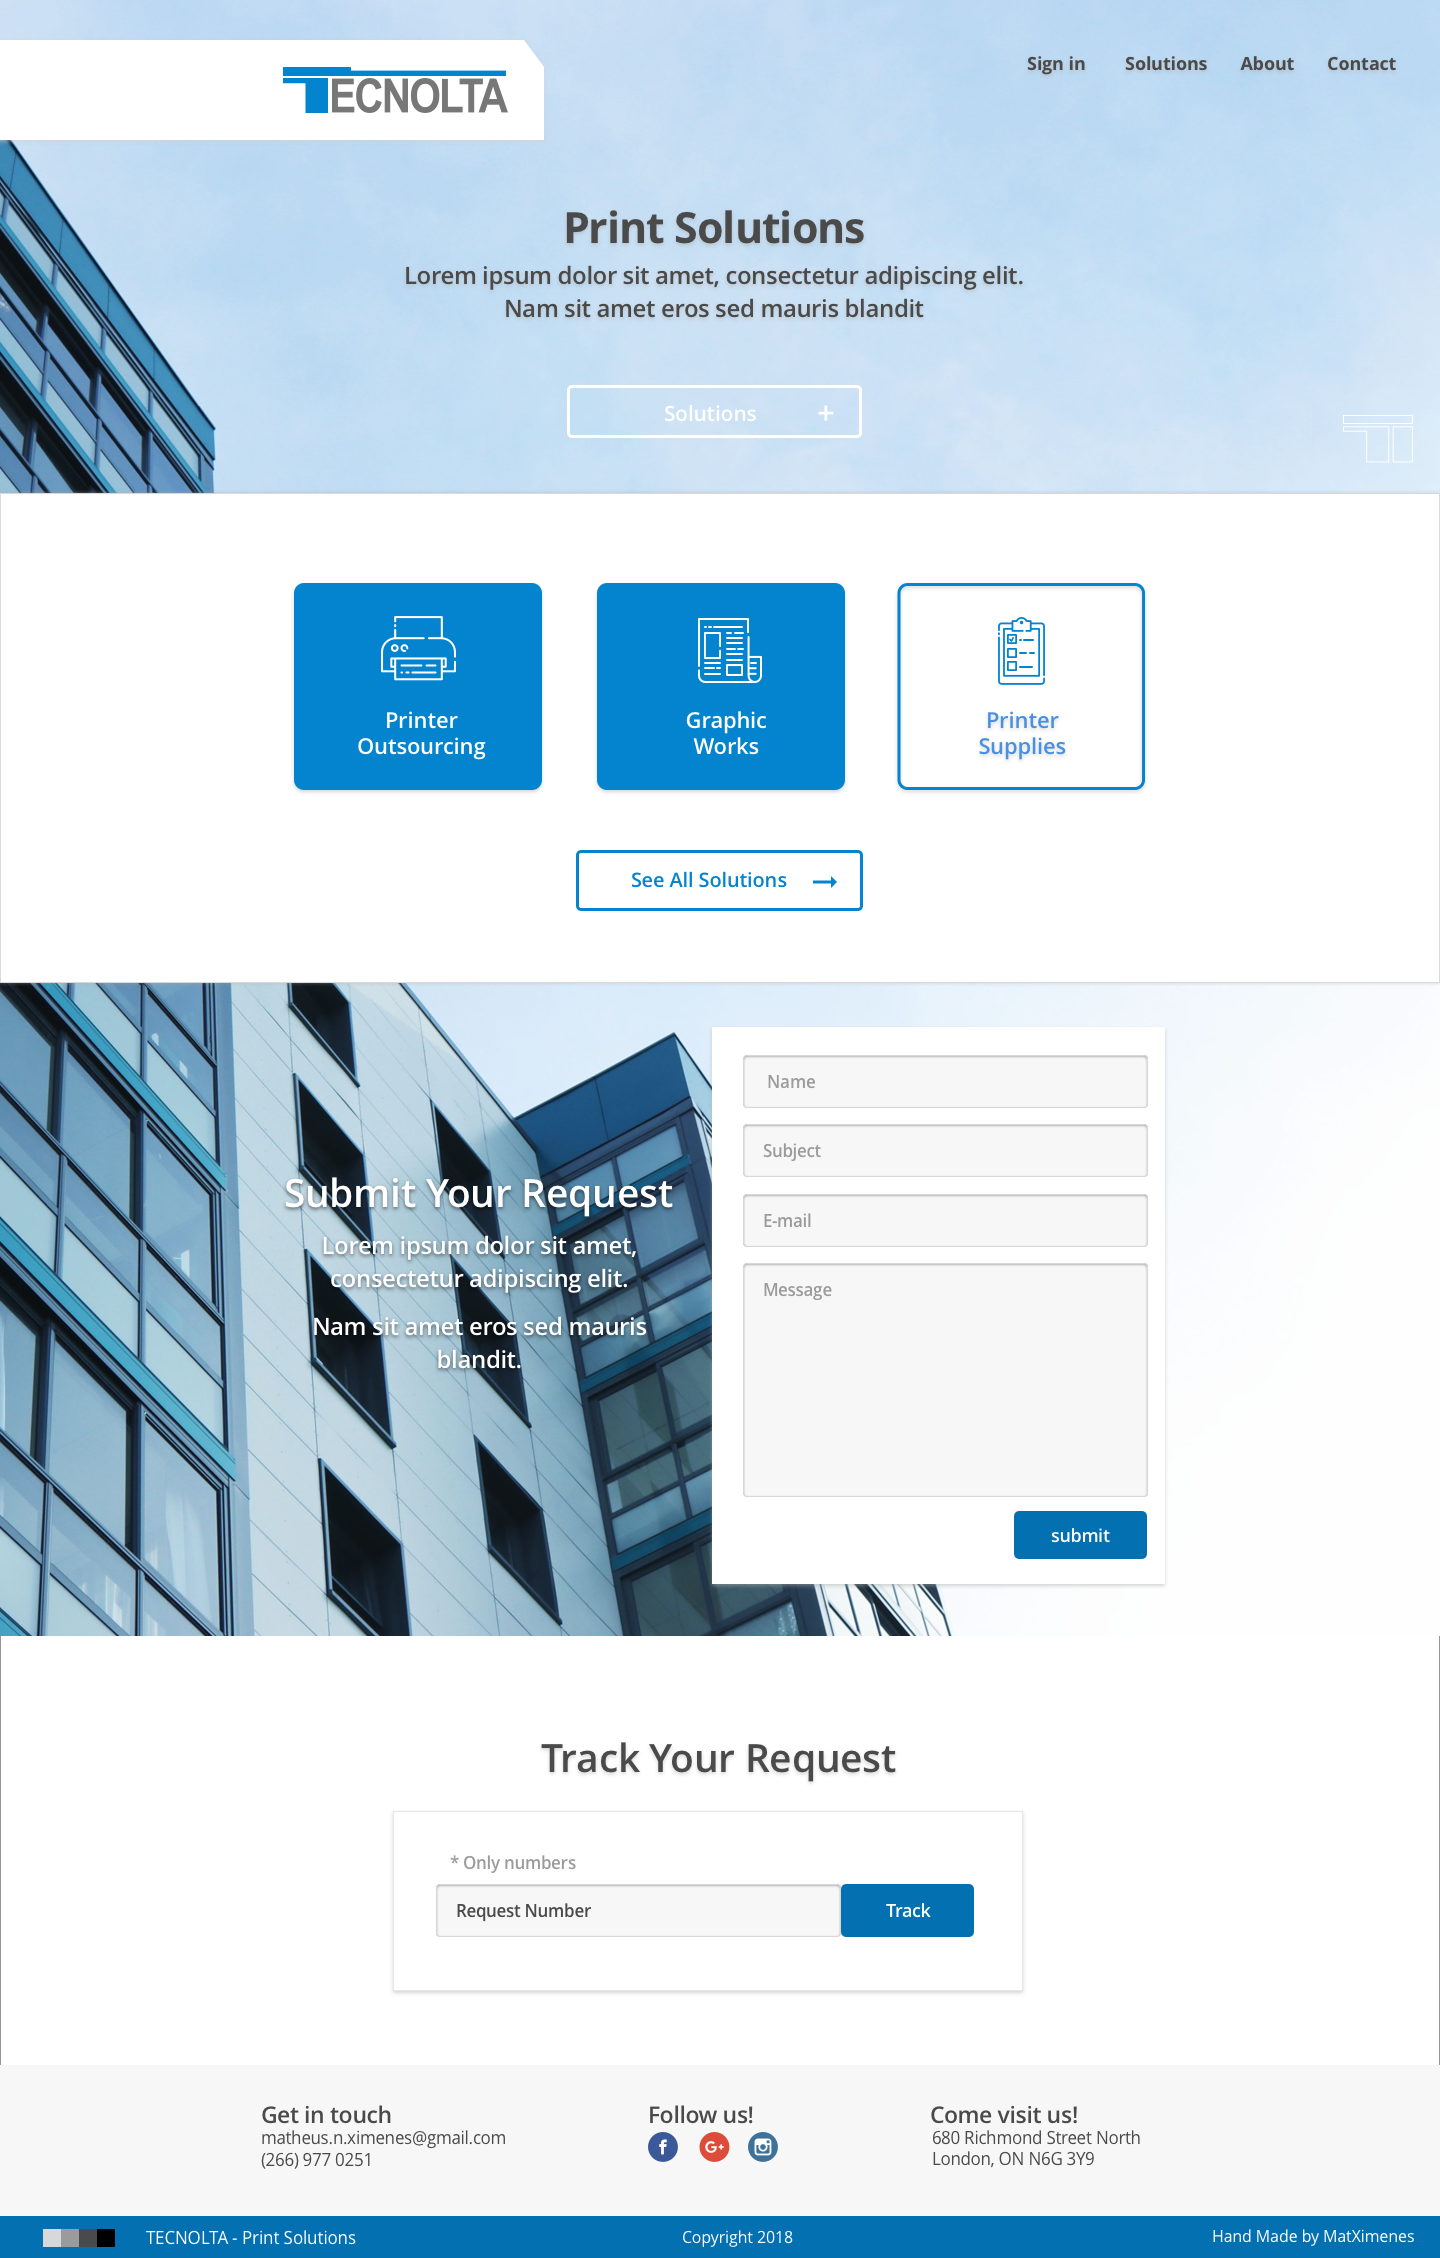 TECNOLTA
Sign in
Solutions
About
Contact
Print Solutions
Lorem ipsum dolor sit amet, consectetur adipiscing elit.
Nam sit amet eros sed mauris blandit
Solutions +
Printer
Outsourcing
Graphic
Works
Printer
Supplies
See All Solutions
Submit Your Request
Lorem ipsum dolor sit amet,
consectetur adipiscing elit.
Nam sit amet eros sed mauris
blandit.
Name
Subject
E-mail
Message
submit
Track Your Request
* Only numbers
Request Number
Track
Get in touch
matheus.n.ximenes@gmail.com
(266) 977 0251
Follow us!
Come visit us!
680 Richmond Street North
London, ON N6G 3Y9
TECNOLTA - Print Solutions
Copyright 2018
Hand Made by MatXimenes